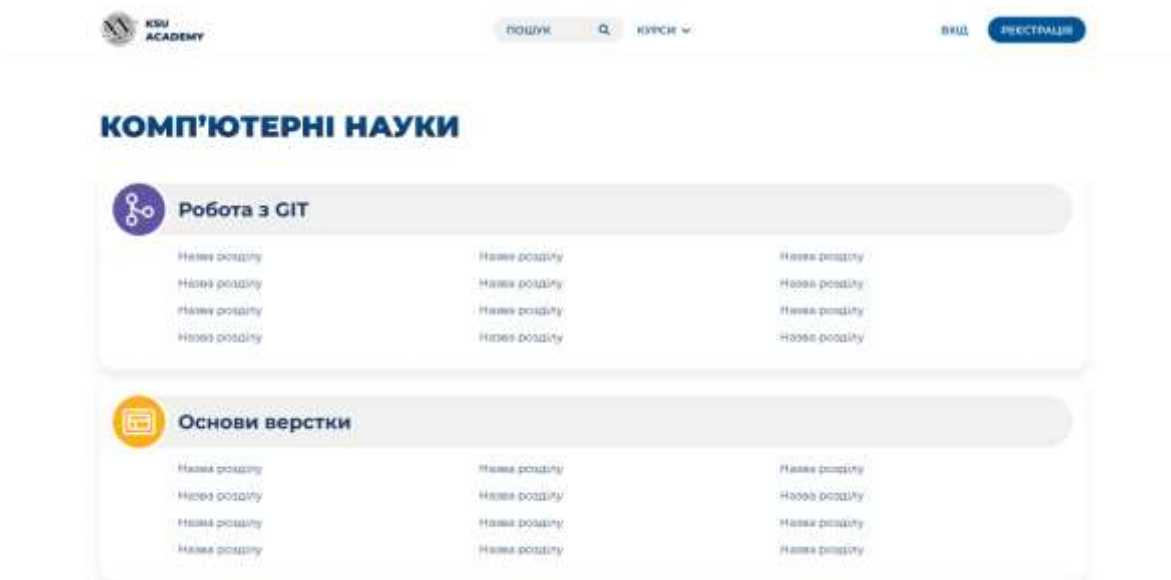 KSU
ACADEMY
ПОШУК КУРСИ ВХІД РЕЄСТРАЦІЯ
КОМП'ЮТЕРНІ НАУКИ
Робота з GIT
Назва розділу Назва розділу Назва розділу
Назва розділу Назва розділу Назва розділу
Назва розділу Назва розділу Назва розділу
Назва розділу Назва розділу Назва розділу
Основи верстки
Назва розділу Назва розділу Назва розділу
Назва розділу Назва розділу Назва розділу
Назва розділу Назва розділу Назва розділу
Назва розділу Назва розділу Назва розділу